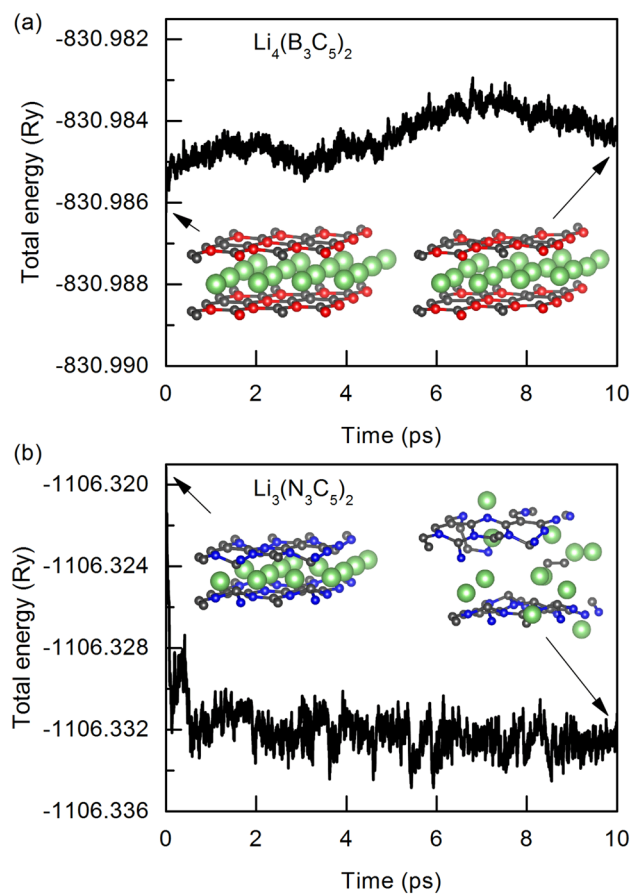 (a)
Li₄(B₃C₅)₂
Total energy (Ry)
-830.982
-830.984
-830.986
-830.988
-830.990
0 2 4 6 8 10
Time (ps)
(b)
Li₃(N₃C₅)₂
Total energy (Ry)
-1106.320
-1106.324
-1106.328
-1106.332
-1106.336
0 2 4 6 8 10
Time (ps)